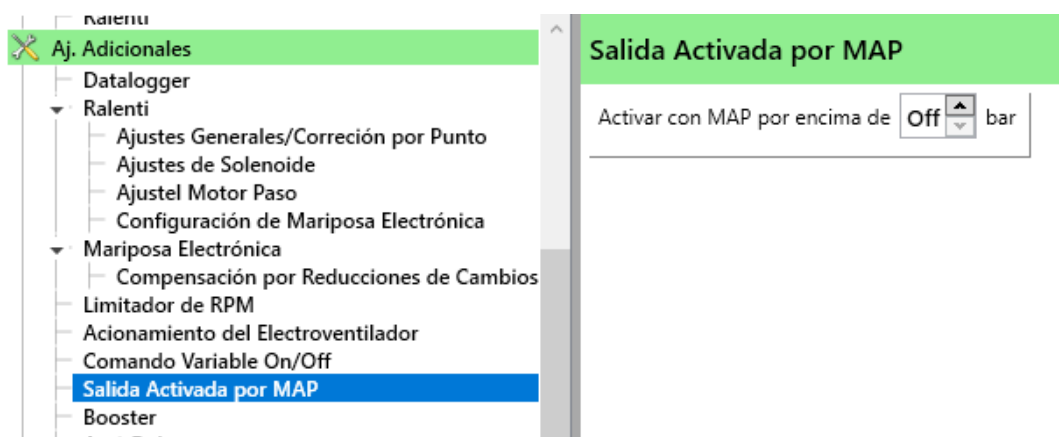 Ralenti
Aj. Adicionales
Datalogger
Ralenti
Ajustes Generales/Correción por Punto
Ajustes de Solenoide
Ajustel Motor Paso
Configuración de Mariposa Electrónica
Mariposa Electrónica
Compensación por Reducciones de Cambios
Limitador de RPM
Acionamiento del Electroventilador
Comando Variable On/Off
Salida Activada por MAP
Booster
Salida Activada por MAP
Activar con MAP por encima de Off bar